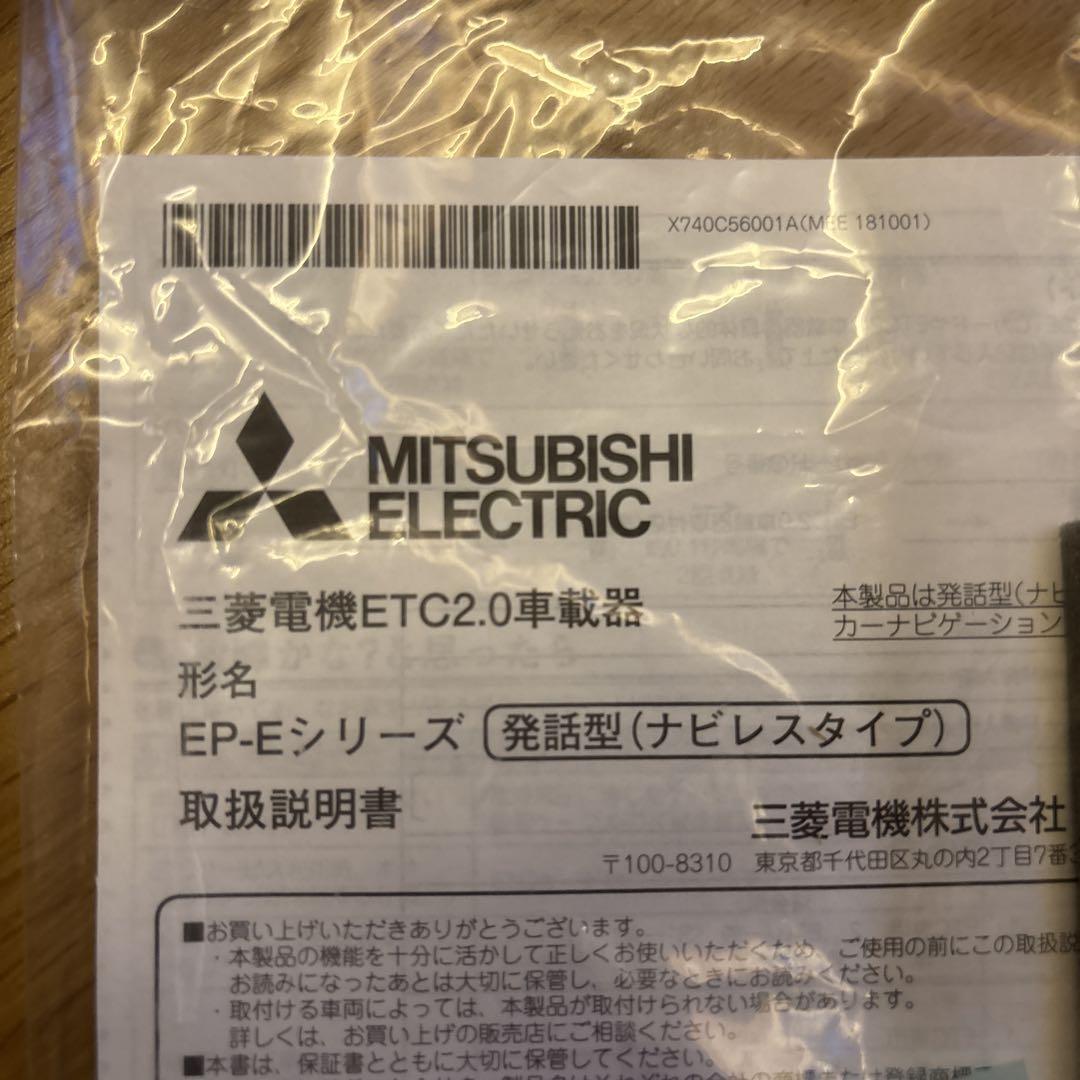 X740C56001A(MEE 181001)
MITSUBISHI
ELECTRIC
三菱電機ETC2.0車載器
本製品は発話型(ナビ
カーナビゲーション
形名
EP-Eシリーズ 発話型(ナビレスタイプ)
取扱説明書
三菱電機株式会社
〒100-8310 東京都千代田区丸の内2丁目7番3
■お買い上げいただきありがとうございます。
・本製品の機能を十分に活かして正しくお使いいただくため、ご使用の前にこの取扱説
お読みになったあとは大切に保管し、必要なときにお読みください。
・取付ける車両によっては、本製品が取付けられない場合があります。
詳しくは、お買い上げの販売店にご相談ください。
■本書は、保証書とともに大切に保管してください。